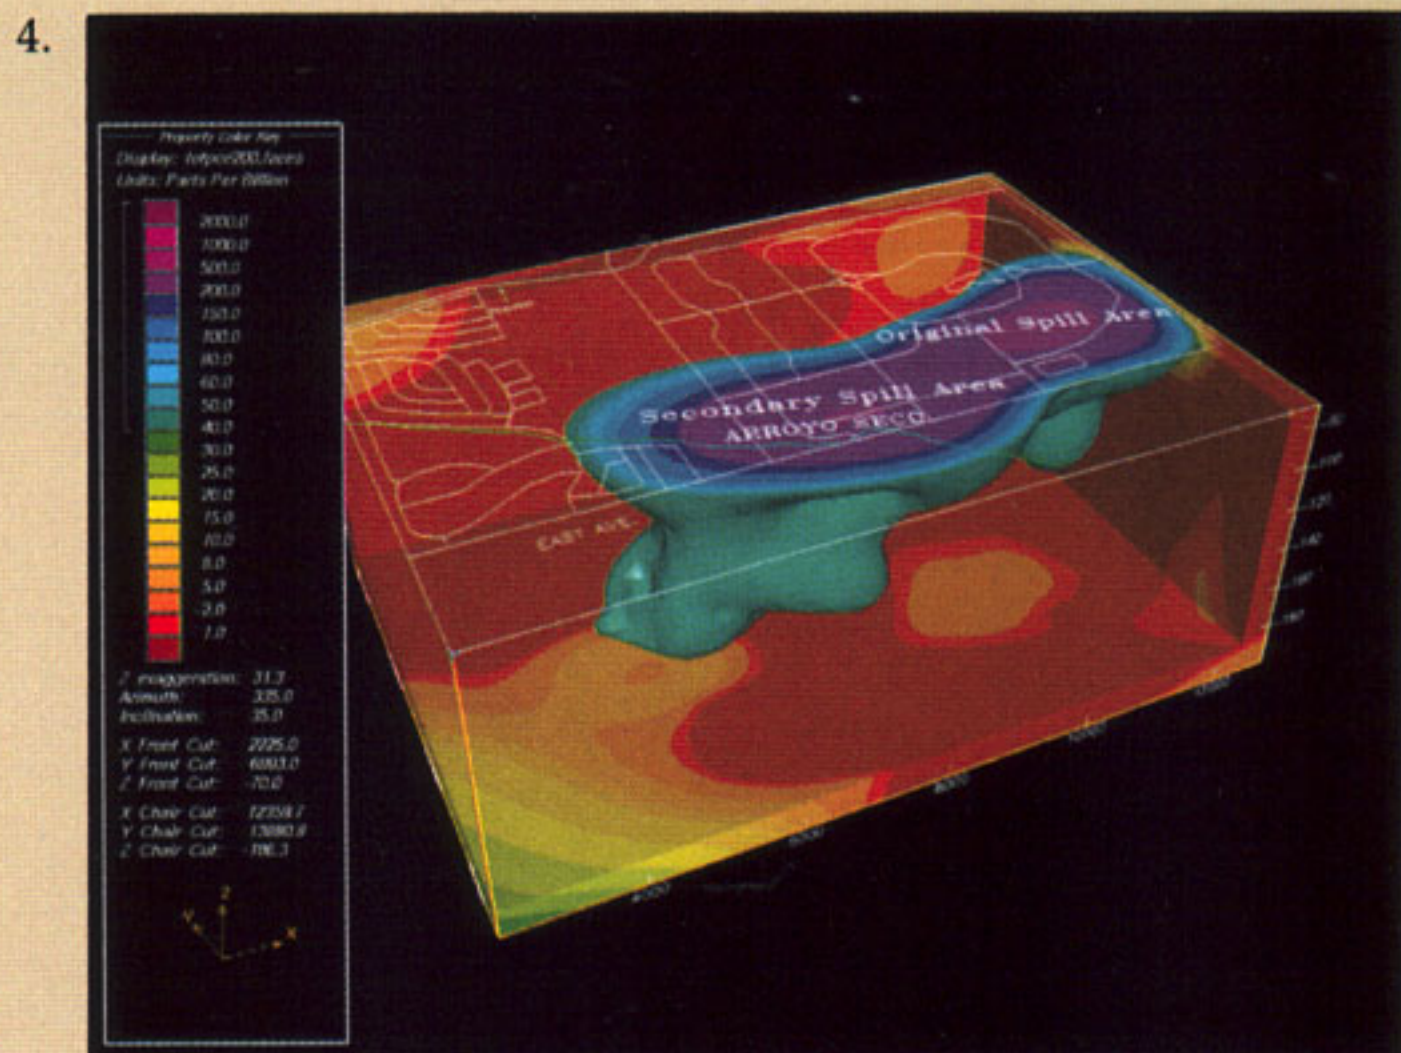 4.
Property Color Key
Units: Parts Per Billion
2000.0
1000.0
500.0
200.0
150.0
100.0
80.0
60.0
50.0
40.0
30.0
25.0
20.0
15.0
10.0
8.0
5.0
1.0
Z exaggeration: 31.3
Azimuth: 335.0
Inclination: 35.0
X Front Cut: 2225.0
Y Front Cut:
Z Front Cut: -70.0
X Chair Cut:
Y Chair Cut:
Z Chair Cut:
Z
Y
X
Original Spill Area
Secondary Spill Area
ARROYO SECO
EAST AVE